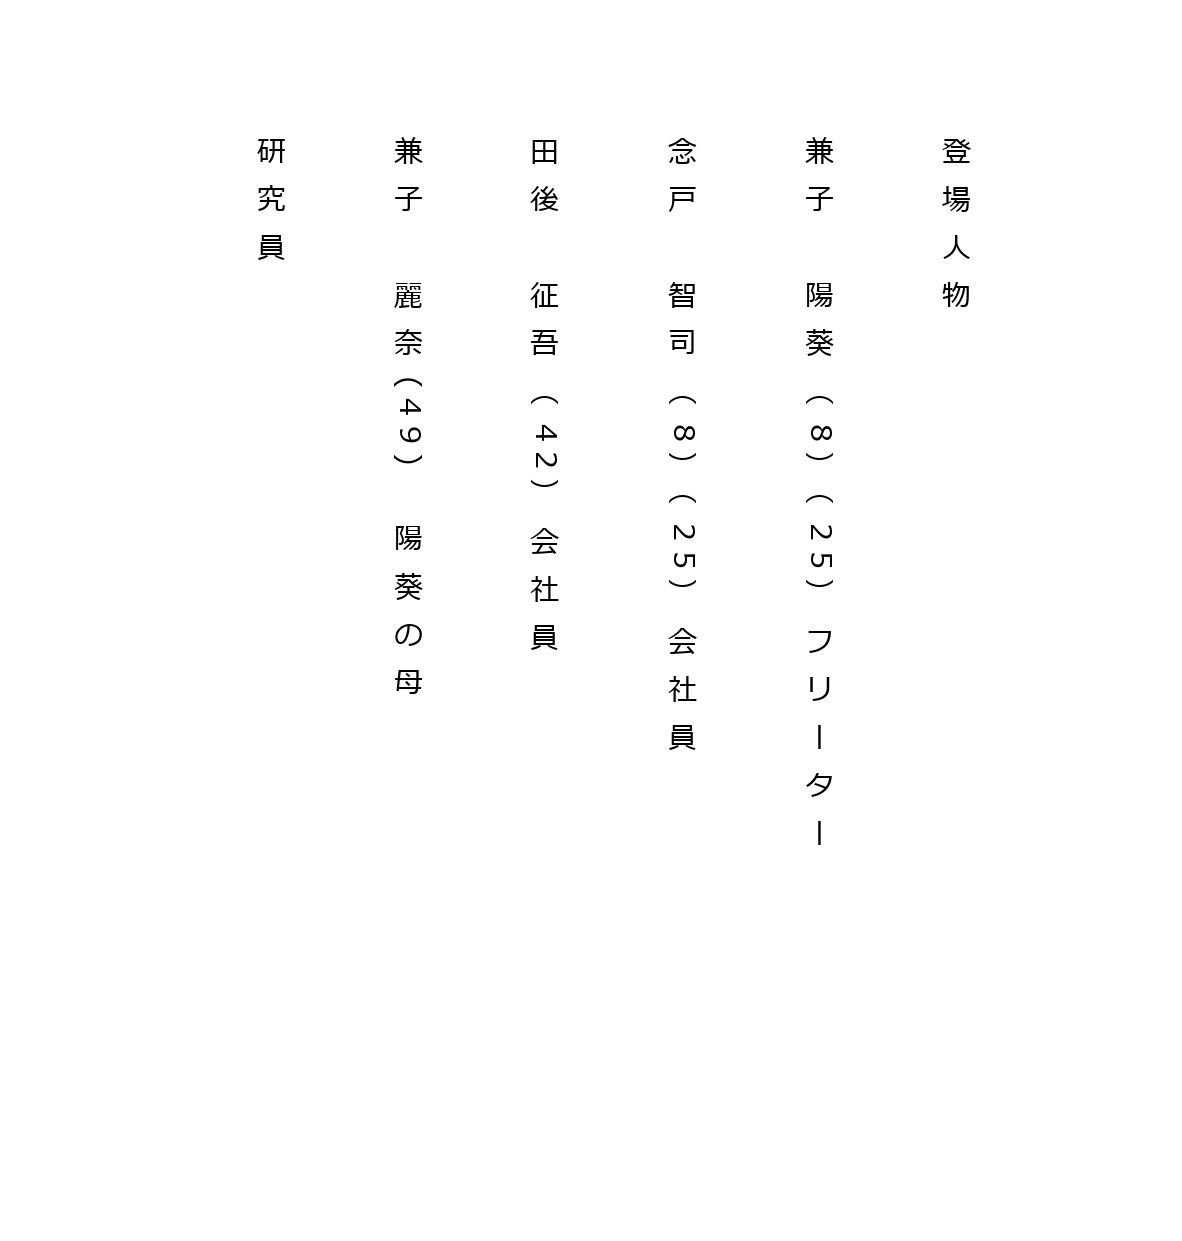 登場人物
兼子　陽葵（8）（25）フリーター
念戸　智司（8）（25）会社員
田後　征吾（42）会社員
兼子　麗奈（49）　陽葵の母
研究員